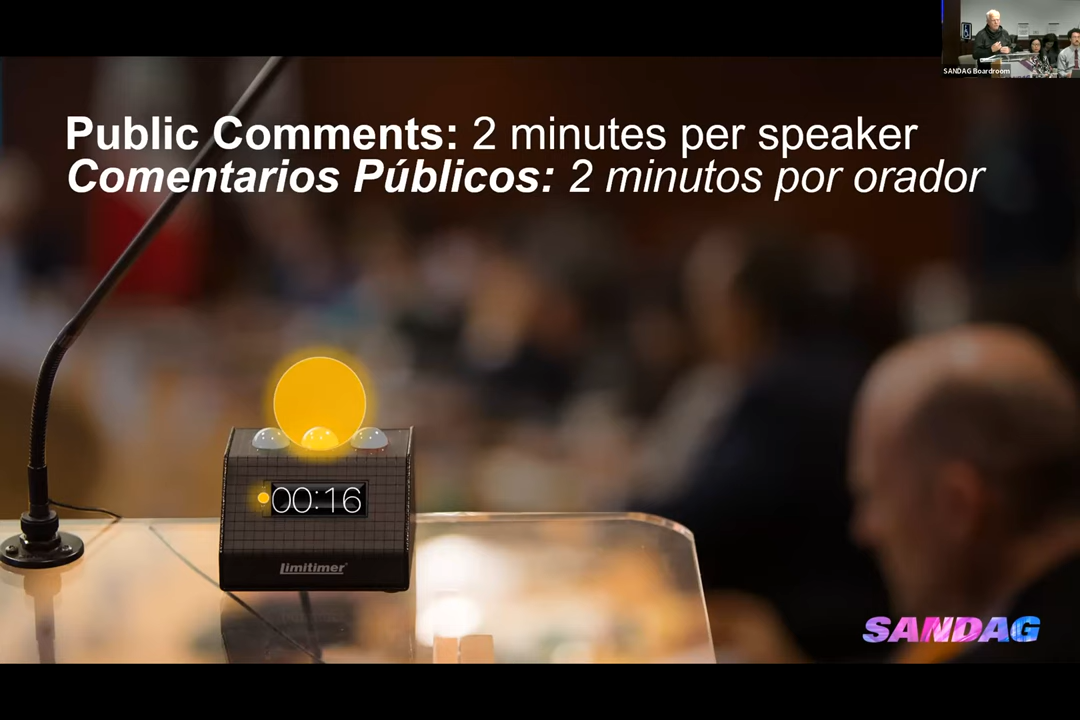 SANDAG Boardroom
Public Comments: 2 minutes per speaker
Comentarios Públicos: 2 minutos por orador
00:16
Limitimer
SANDAG